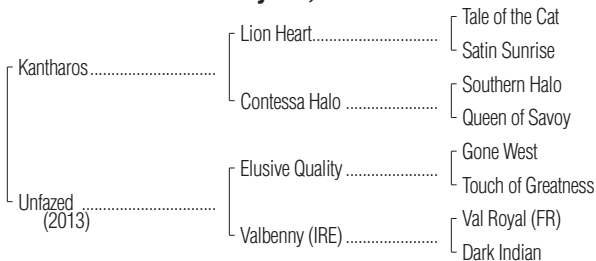 Tale of the Cat
Lion Heart
Satin Sunrise
Kantharos
Southern Halo
Contessa Halo
Queen of Savoy
Gone West
Elusive Quality
Touch of Greatness
Unfazed
(2013)
Val Royal (FR)
Valbenny (IRE)
Dark Indian